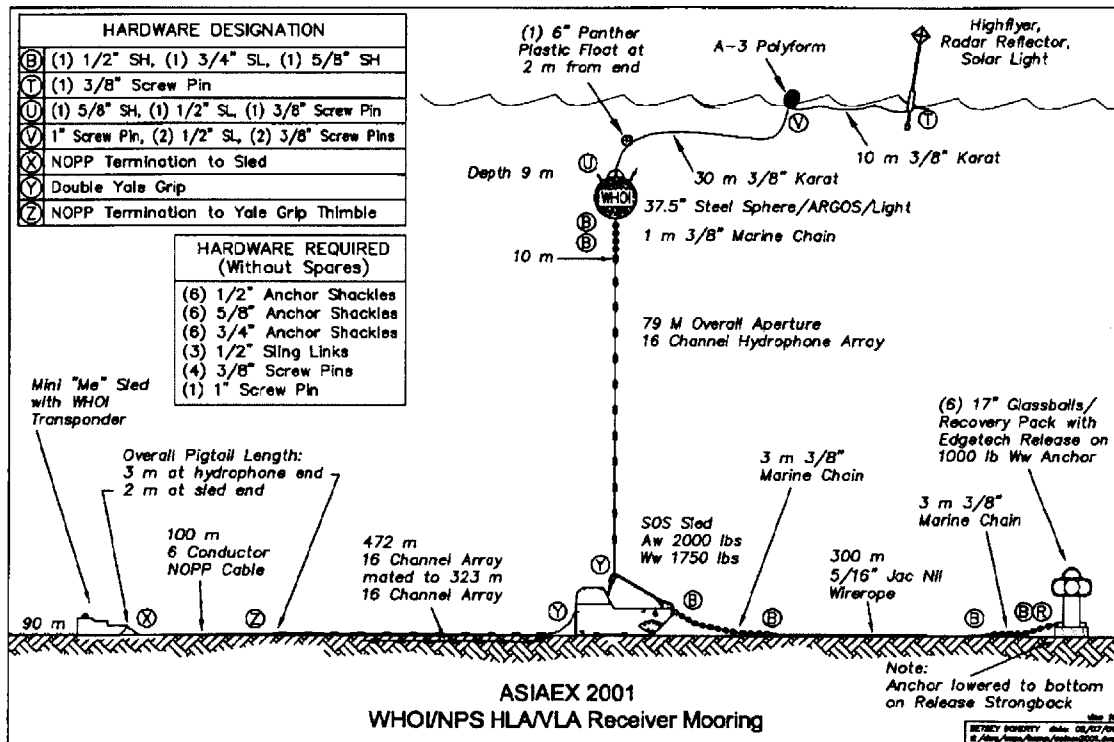 HARDWARE DESIGNATION
B (1) 1/2" SH, (1) 3/4" SL, (1) 5/8" SH
T (1) 3/8" Screw Pin
U (1) 5/8" SH, (1) 1/2" SL, (1) 3/8" Screw Pin
V 1" Screw Pin, (2) 1/2" SL, (2) 3/8" Screw Pins
X NOPP Termination to Sled
Y Double Yale Grip
Z NOPP Termination to Yale Grip Thimble
HARDWARE REQUIRED
(Without Spares)
(6) 1/2" Anchor Shackles
(6) 5/8" Anchor Shackles
(6) 3/4" Anchor Shackles
(3) 1/2" Sling Links
(4) 3/8" Screw Pins
(1) 1" Screw Pin
(1) 6" Panther
Plastic Float at
2 m from end
A-3 Polyform
Highflyer,
Radar Reflector,
Solar Light
V
T
10 m 3/8" Karat
Depth 9 m
U
30 m 3/8" Karat
WHOI
37.5" Steel Sphere/ARGOS/Light
B
B
1 m 3/8" Marine Chain
10 m
79 M Overall Aperture
16 Channel Hydrophone Array
Mini "Me" Sled
with WHOI
Transponder
Overall Pigtail Length:
3 m at hydrophone end
2 m at sled end
100 m
6 Conductor
NOPP Cable
472 m
16 Channel Array
mated to 323 m
16 Channel Array
SOS Sled
Aw 2000 lbs
Ww 1750 lbs
3 m 3/8"
Marine Chain
(6) 17" Glassballs/
Recovery Pack with
Edgetech Release on
1000 lb Ww Anchor
3 m 3/8"
Marine Chain
300 m
5/16" Jac Nil
Wirerope
90 m
X
Z
Y
Y
B
B
B
B R
Note:
Anchor lowered to bottom
on Release Strongback
ASIAEX 2001
WHOI/NPS HLA/VLA Receiver Mooring